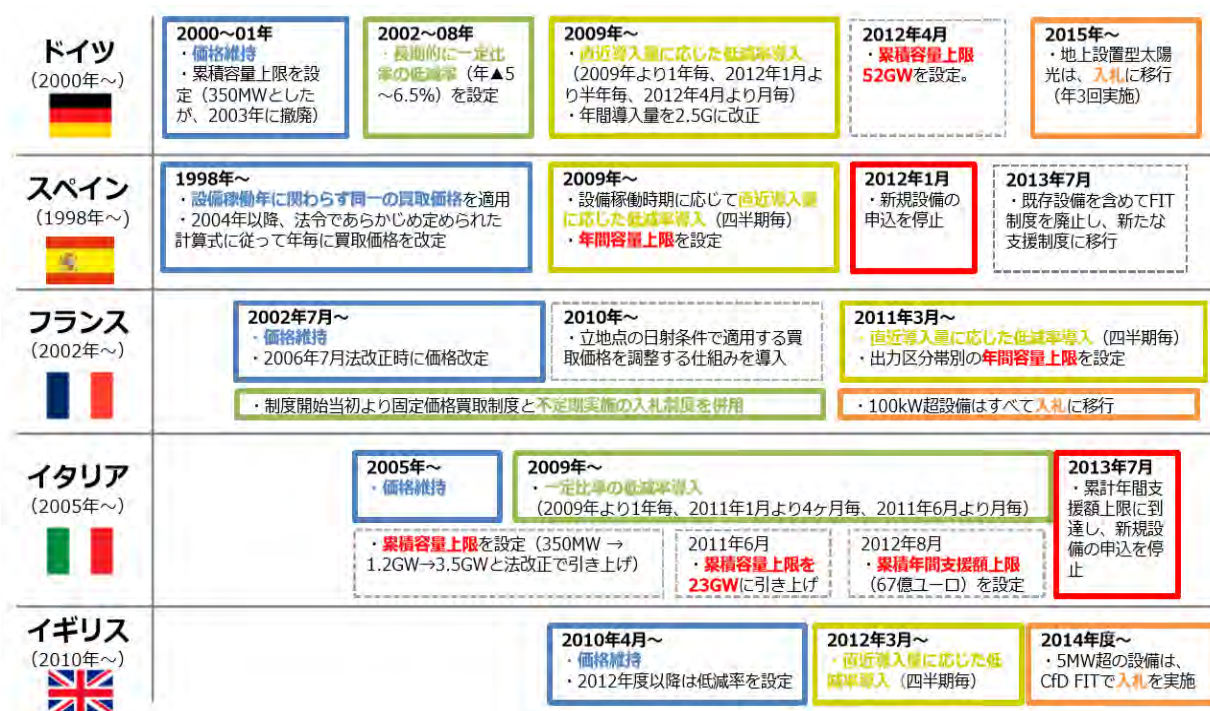 ドイツ
（2000年～）
2000～01年
・価格維持
・累積容量上限を設
定（350MWとした
が、2003年に撤廃）
2002～08年
・長期的に一定比
率の低減率（年▲5
～6.5%）を設定
2009年～
・直近導入量に応じた低減率導入
（2009年より1年毎、2012年1月よ
り半年毎、2012年4月より月毎）
・年間導入量を2.5Gに改正
2012年4月
・累積容量上限
52GWを設定。
2015年～
・地上設置型太陽
光は、入札に移行
（年3回実施）
スペイン
（1998年～）
1998年～
・設備稼働年に関わらず同一の買取価格を適用
・2004年以降、法令であらかじめ定められた
計算式に従って年毎に買取価格を改定
2009年～
・設備稼働時期に応じて直近導入量
に応じた低減率導入（四半期毎）
・年間容量上限を設定
2012年1月
・新規設備の
申込を停止
2013年7月
・既存設備を含めてFIT
制度を廃止し、新たな
支援制度に移行
フランス
（2002年～）
2002年7月～
・価格維持
・2006年7月法改正時に価格改定
2010年～
・立地点の日射条件で適用する買
取価格を調整する仕組みを導入
2011年3月～
・直近導入量に応じた低減率導入（四半期毎）
・出力区分帯別の年間容量上限を設定
・制度開始当初より固定価格買取制度と不定期実施の入札制度を併用
・100kW超設備はすべて入札に移行
イタリア
（2005年～）
2005年～
・価格維持
2009年～
・一定比率の低減率導入
（2009年より1年毎、2011年1月より4ヶ月毎、2011年6月より月毎）
2013年7月
・累計年間支
援額上限に到
達し、新規設
備の申込を停
止
・累積容量上限を設定（350MW →
1.2GW→3.5GWと法改正で引き上げ）
2011年6月
・累積容量上限を
23GWに引き上げ
2012年8月
・累積年間支援額上限
（67億ユーロ）を設定
イギリス
（2010年～）
2010年4月～
・価格維持
・2012年度以降は低減率を設定
2012年3月～
・直近導入量に応じた低
減率導入（四半期毎）
2014年度～
・5MW超の設備は、
CfD FITで入札を実施